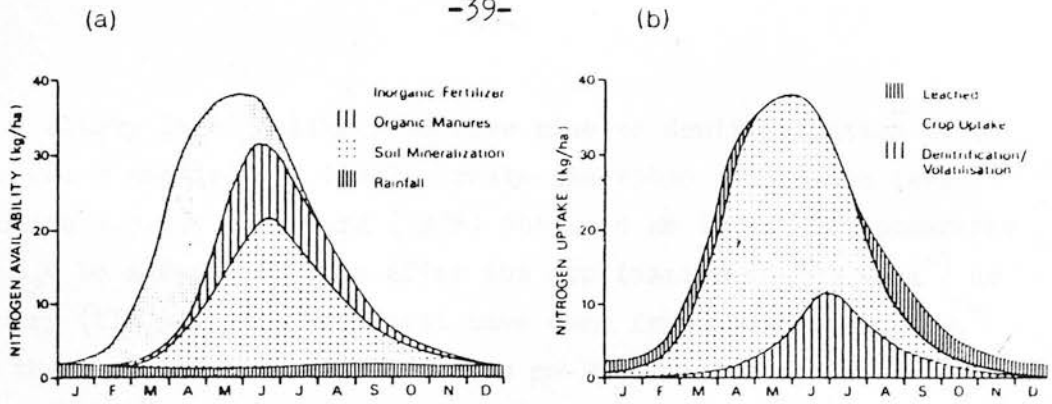 -39-
(a)
NITROGEN AVAILABILITY (kg/ha)
40
30
20
10
0
J F M A M J J A S O N D
Inorganic Fertilizer
Organic Manures
Soil Mineralization
Rainfall
(b)
NITROGEN UPTAKE (kg/ha)
40
30
20
10
0
J F M A M J J A S O N D
Leached
Crop Uptake
Denitrification/
Volatilisation